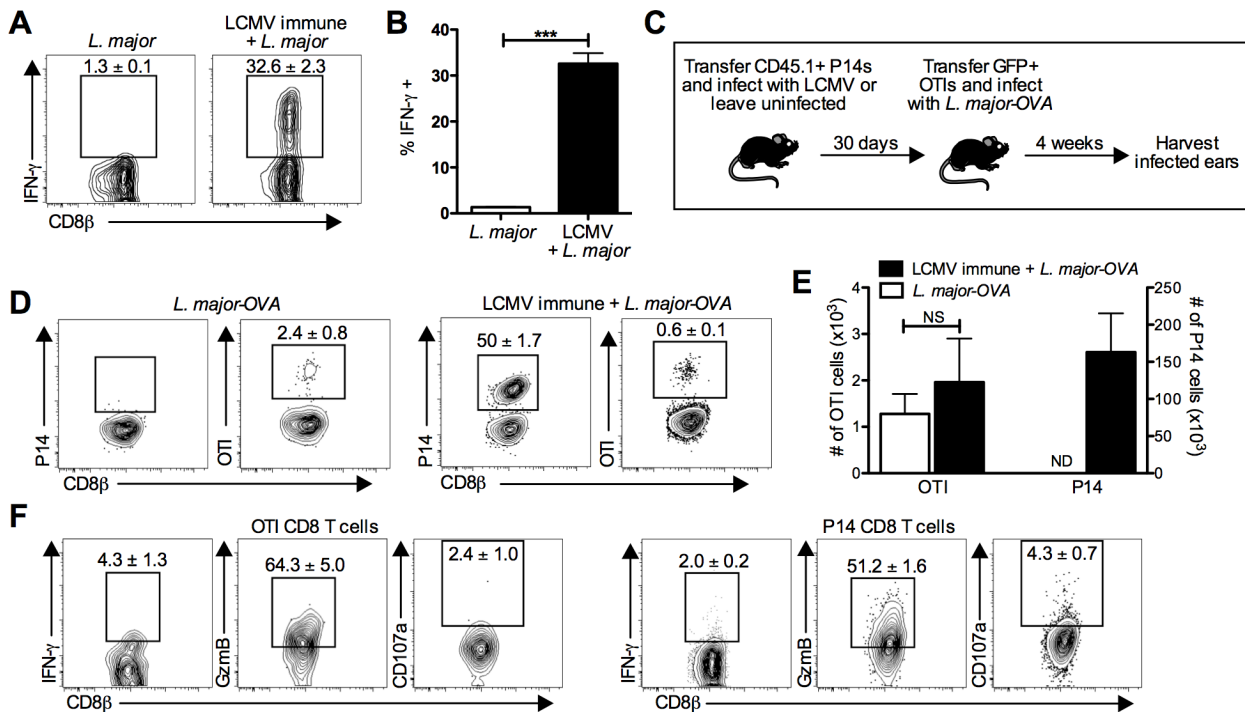 A
L. major
LCMV immune
+ L. major
1.3 ± 0.1
32.6 ± 2.3
IFN-γ
CD8β
B
***
% IFN-γ +
40
30
20
10
0
L. major
LCMV
+ L. major
C
Transfer CD45.1+ P14s
and infect with LCMV or
leave uninfected
30 days
Transfer GFP+
OTIs and infect
with L. major-OVA
4 weeks
Harvest
infected ears
D
L. major-OVA
LCMV immune + L. major-OVA
2.4 ± 0.8
50 ± 1.7
0.6 ± 0.1
P14
OTI
P14
OTI
CD8β
CD8β
E
LCMV immune + L. major-OVA
L. major-OVA
NS
ND
# of OTI cells (x10³)
4
3
2
1
0
# of P14 cells (x10³)
250
200
150
100
50
0
OTI
P14
F
OTI CD8 T cells
P14 CD8 T cells
4.3 ± 1.3
64.3 ± 5.0
2.4 ± 1.0
2.0 ± 0.2
51.2 ± 1.6
4.3 ± 0.7
IFN-γ
GzmB
CD107a
IFN-γ
GzmB
CD107a
CD8β
CD8β